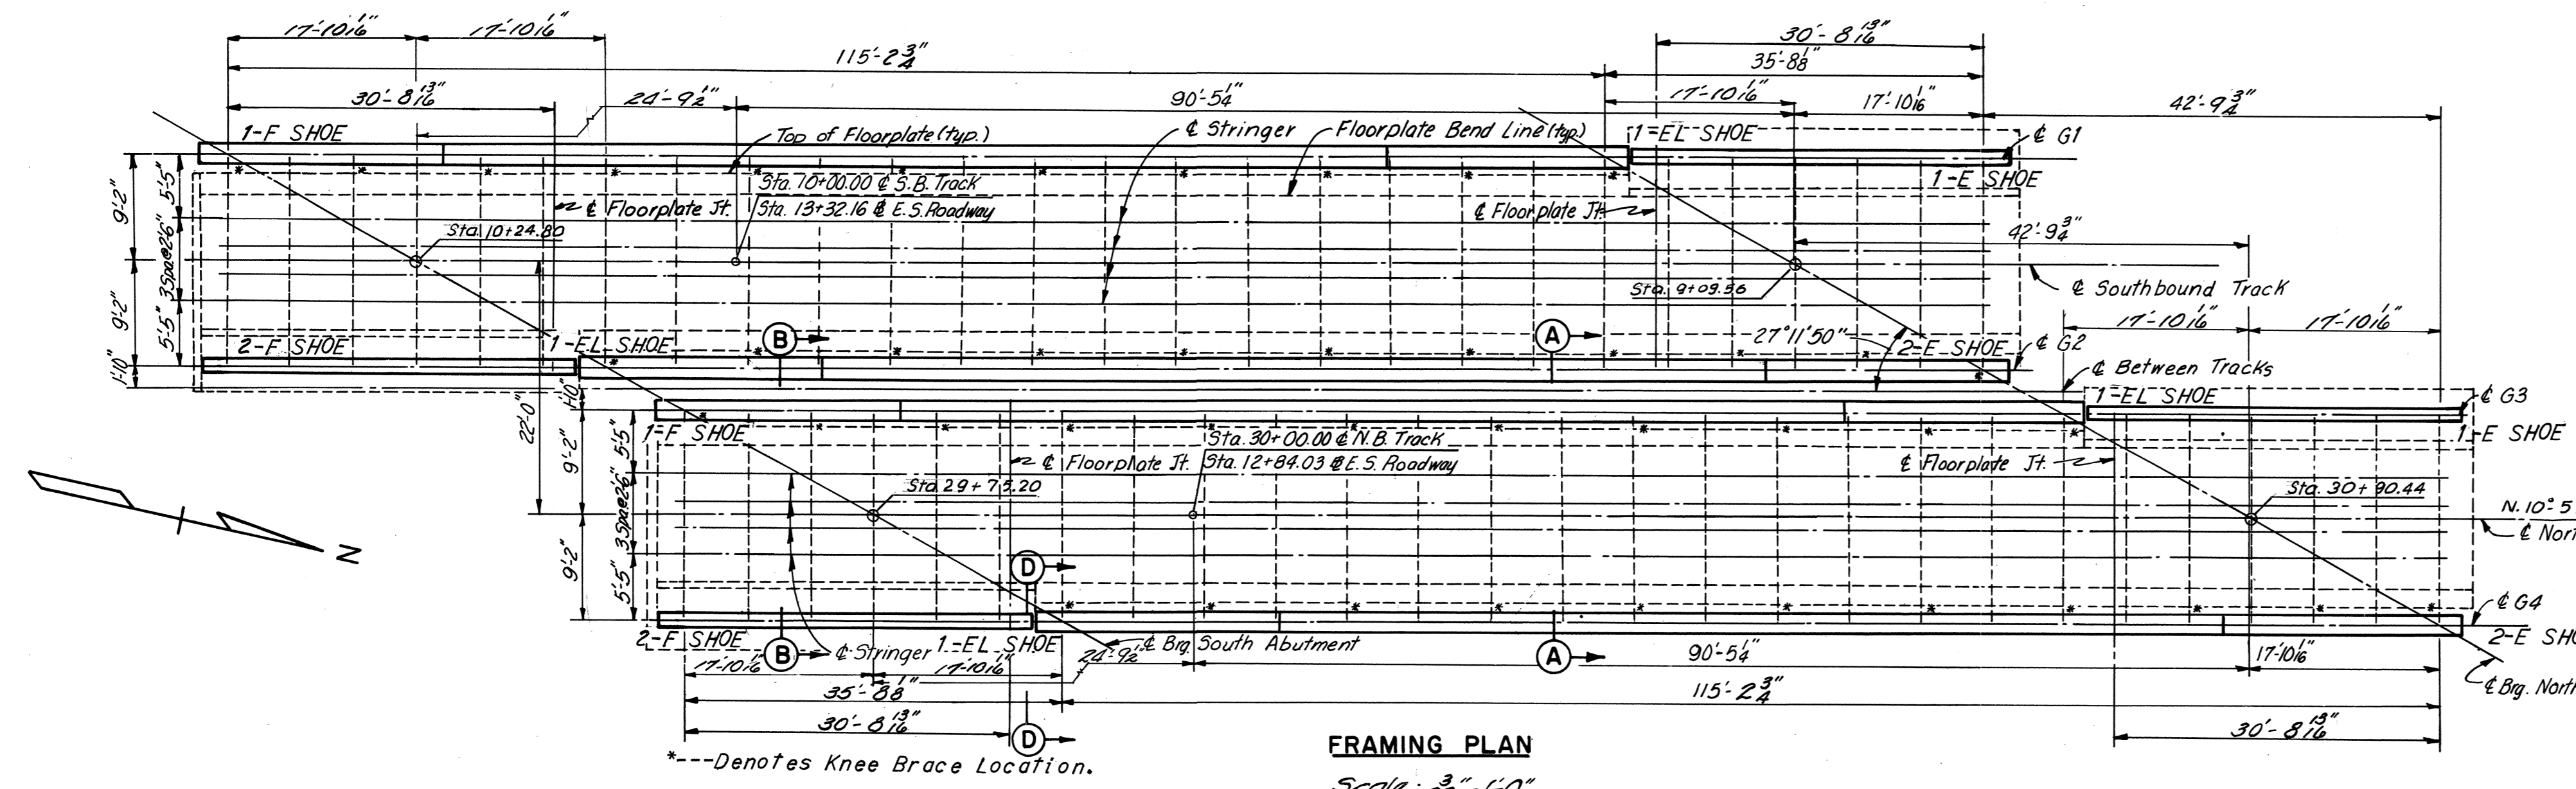 17'-10 1/16" 17'-10 1/16"
30'-8 13/16"
115'-2 3/4"
35'-8 1/8"
30'-8 13/16" 24'-9 1/2" 90'-5 1/4" 17'-10 1/16" 17'-10 1/16" 42'-9 3/4"
1-F SHOE
Top of Floorplate (typ.)
℄ Stringer
Floorplate Bend Line (typ.)
1-EL SHOE
℄ G1
1-E SHOE
Sta. 10+00.00 ℄ S.B. Track
Sta. 13+32.16 ℄ E.S. Roadway
℄ Floorplate Jt.
℄ Floorplate Jt.
Sta. 10+24.80
9'-2"
5'-5"
3 Spa @ 2'6"
9'-2"
5'-5"
1'-10"
42'-9 3/4"
Sta. 9+09.56
℄ Southbound Track
17'-10 1/16" 17'-10 1/16"
2-F SHOE
1-EL SHOE
B
A
27°11'50"
2-E SHOE
℄ G2
℄ Between Tracks
1-EL SHOE
℄ G3
1-E SHOE
22'-0"
1'-10"
9'-2"
5'-5"
3 Spa @ 2'6"
9'-2"
5'-5"
1-F SHOE
℄ Floorplate Jt.
Sta. 30+00.00 ℄ N.B. Track
Sta. 12+84.03 ℄ E.S. Roadway
℄ Floorplate Jt.
Sta. 29+75.20
Sta. 30+90.44
N. 10° 5
℄ Nort
N
D
℄ G4
2-E SHO
2-F SHOE
B
℄ Stringer
1-EL SHOE
℄ Brg. South Abutment
A
17'-10 1/16" 17'-10 1/16" 24'-9 1/2" 90'-5 1/4" 17'-10 1/16"
℄ Brg. North
35'-8 1/8" 115'-2 3/4"
30'-8 13/16"
D
30'-8 13/16"
*---Denotes Knee Brace Location.
FRAMING PLAN